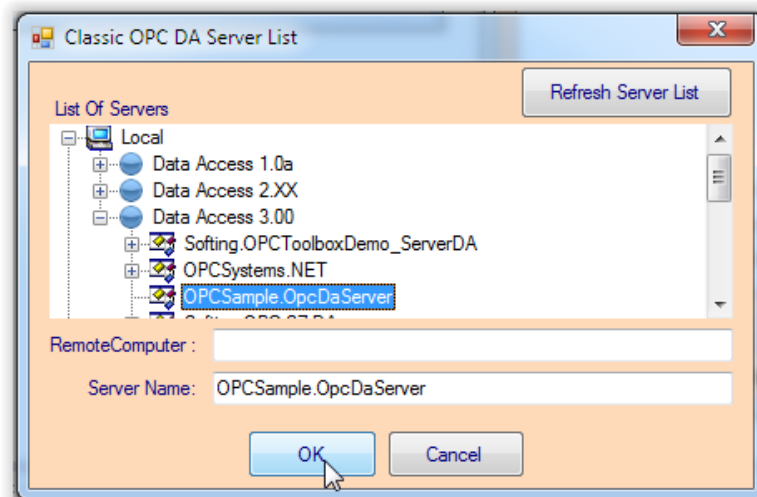 Classic OPC DA Server List
Refresh Server List
List Of Servers
Local
Data Access 1.0a
Data Access 2.XX
Data Access 3.00
Softing.OPCToolboxDemo_ServerDA
OPCSystems.NET
OPCSample.OpcDaServer
RemoteComputer :
Server Name: OPCSample.OpcDaServer
OK Cancel